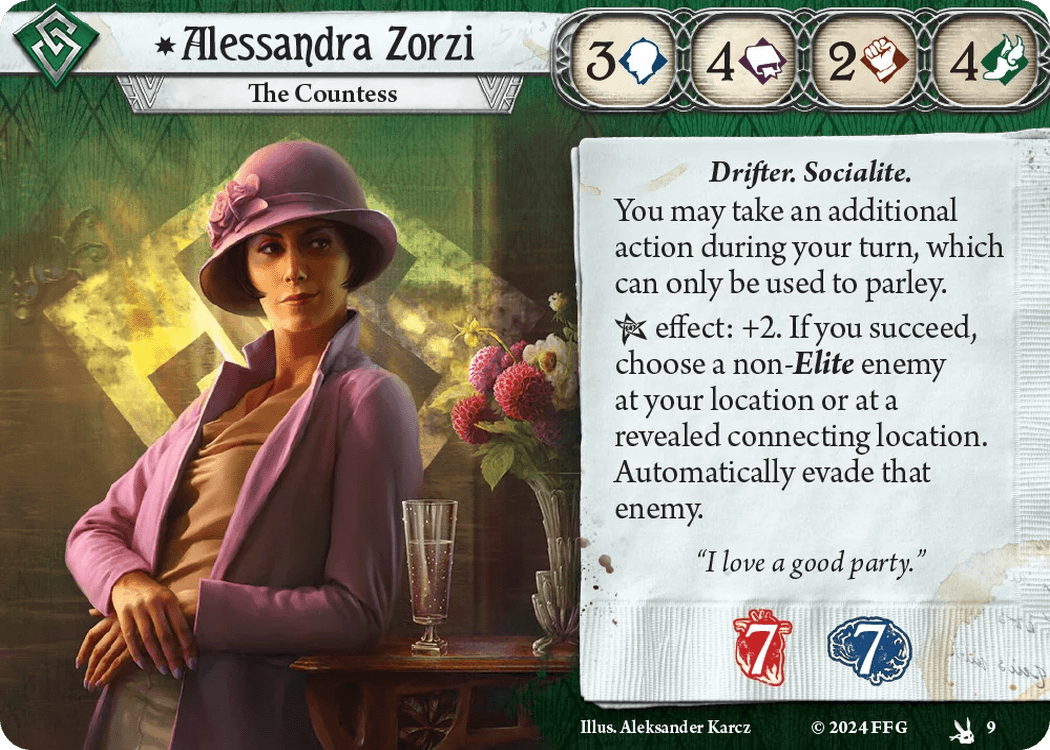 Alessandra Zorzi
The Countess
3 4 2 4
Drifter. Socialite.
You may take an additional
action during your turn, which
can only be used to parley.
effect: +2. If you succeed,
choose a non-Elite enemy
at your location or at a
revealed connecting location.
Automatically evade that
enemy.
“I love a good party.”
7 7
Illus. Aleksander Karcz © 2024 FFG 9